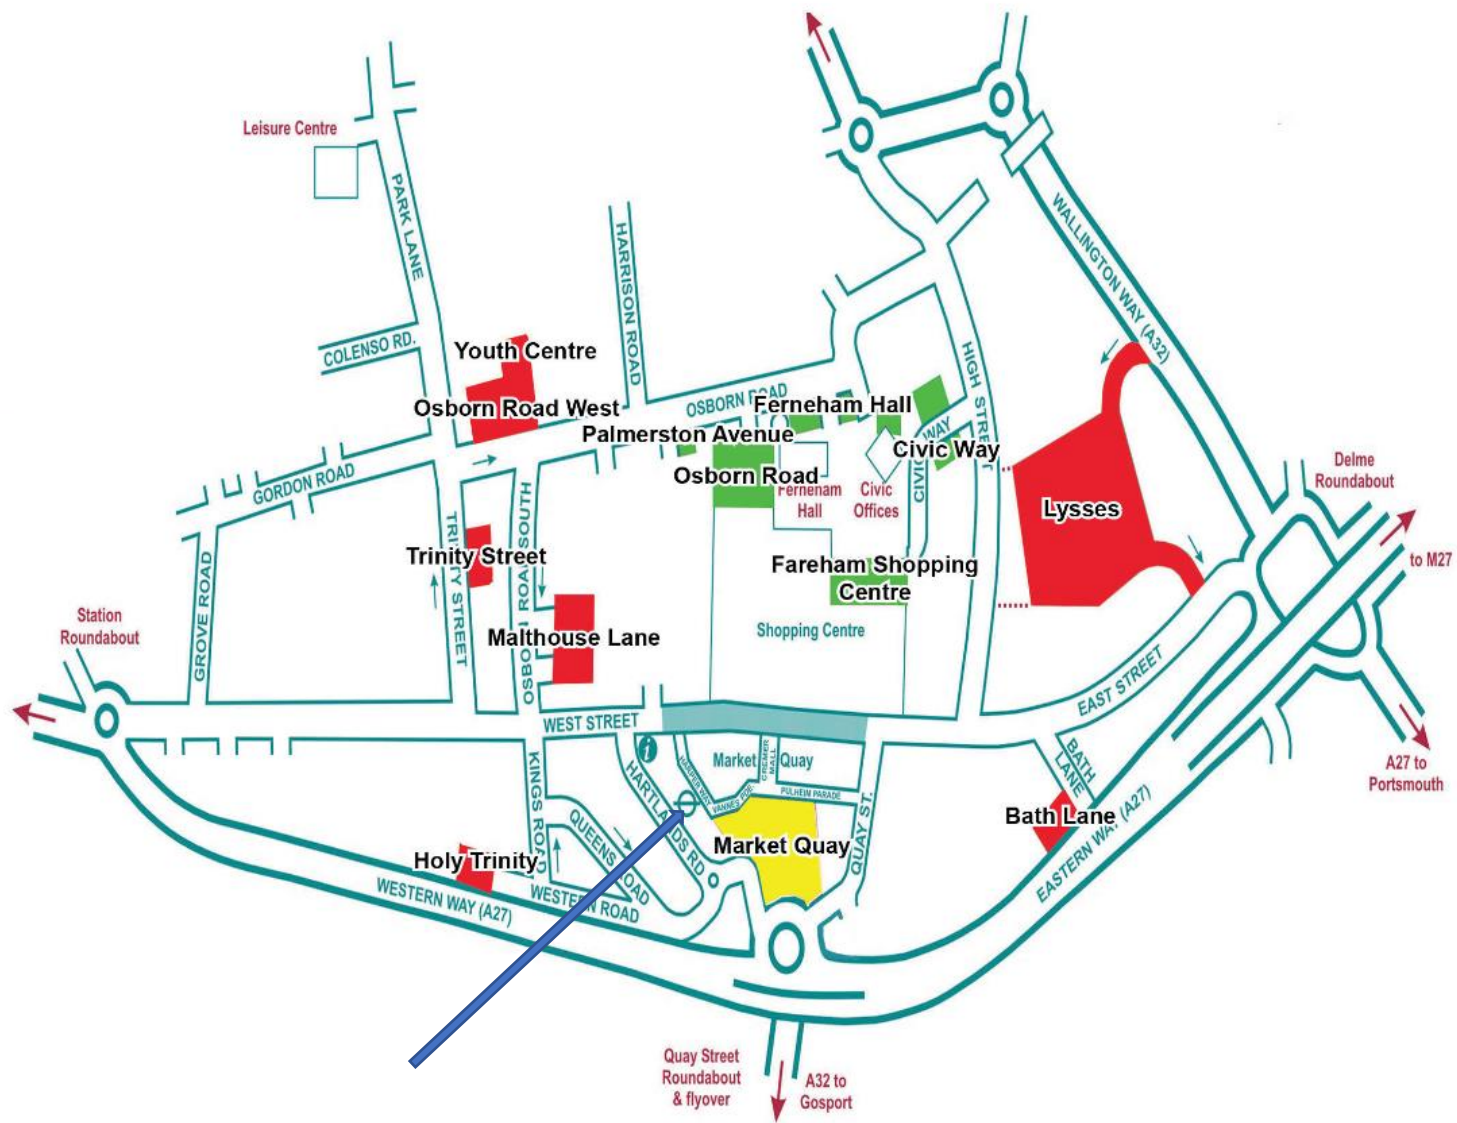 Leisure Centre
PARK LANE
HARRISON ROAD
WALLINGTON WAY (A32)
COLENSO RD.
Youth Centre
HIGH STREET
Osborn Road West
OSBORN ROAD
Ferneham Hall
Palmerston Avenue
CIVIC WAY
Civic Way
Osborn Road
Ferneham
Hall
Civic
Offices
GORDON ROAD
Delme
Roundabout
Lysses
to M27
TRINITY STREET
Trinity Street
OSBORN ROAD SOUTH
Fareham Shopping
Centre
GROVE ROAD
Station
Roundabout
Malthouse Lane
Shopping Centre
EAST STREET
WEST STREET
i
Market Quay
CREMER
MALL
HARPER WAY
VANNES PDE.
PULHEIM PARADE
BATH
LANE
A27 to
Portsmouth
KINGS ROAD
HARTLANDS RD
QUEENS ROAD
QUAY ST.
Market Quay
Bath Lane
EASTERN WAY (A27)
Holy Trinity
WESTERN WAY (A27)
WESTERN ROAD
Quay Street
Roundabout
& flyover
A32 to
Gosport